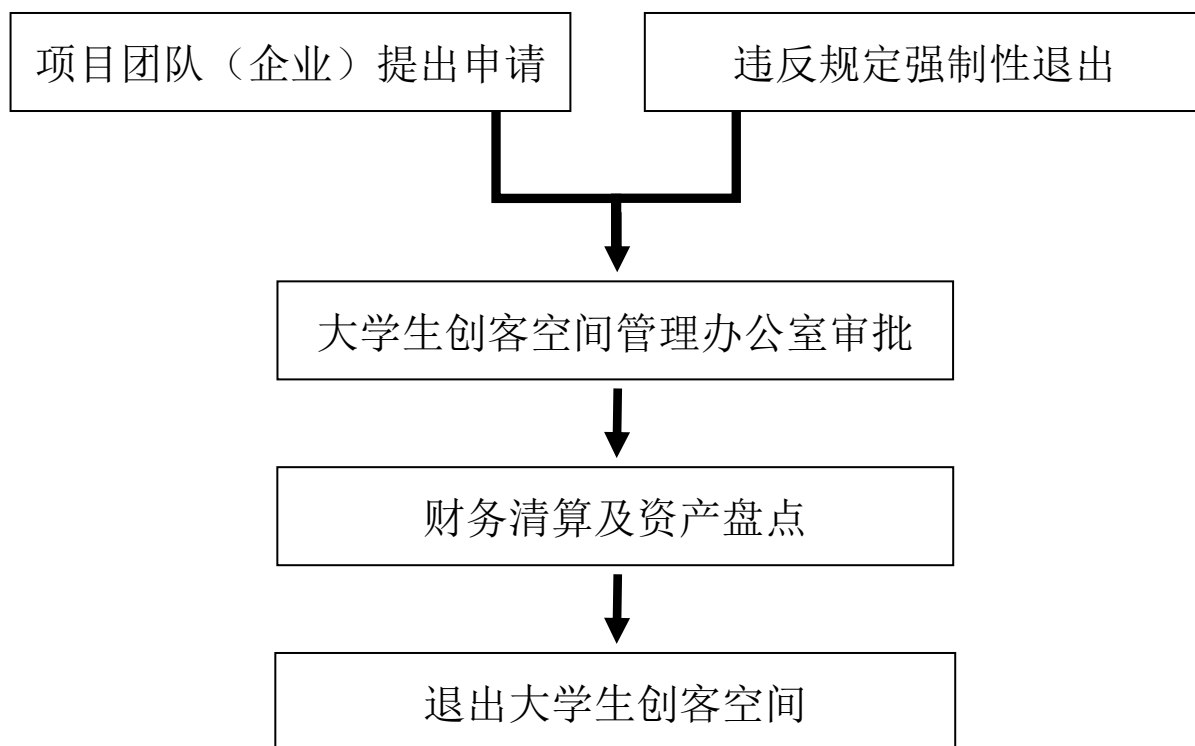 项目团队（企业）提出申请
违反规定强制性退出
大学生创客空间管理办公室审批
财务清算及资产盘点
退出大学生创客空间